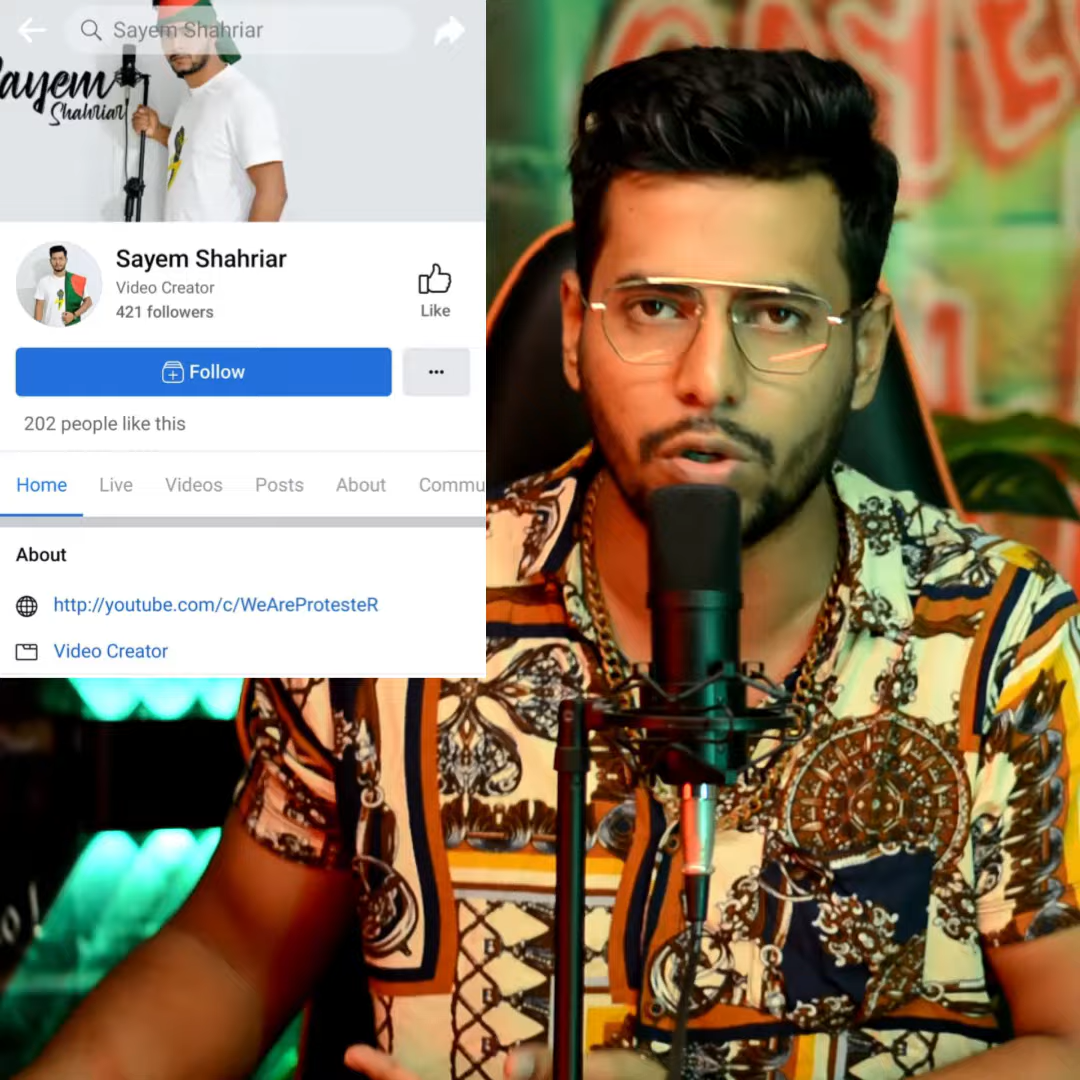 Sayem Shahriar
Sayem
Shahriar
Sayem Shahriar
Video Creator
421 followers
Like
Follow
202 people like this
Home Live Videos Posts About Commu
About
http://youtube.com/c/WeAreProtesteR
Video Creator